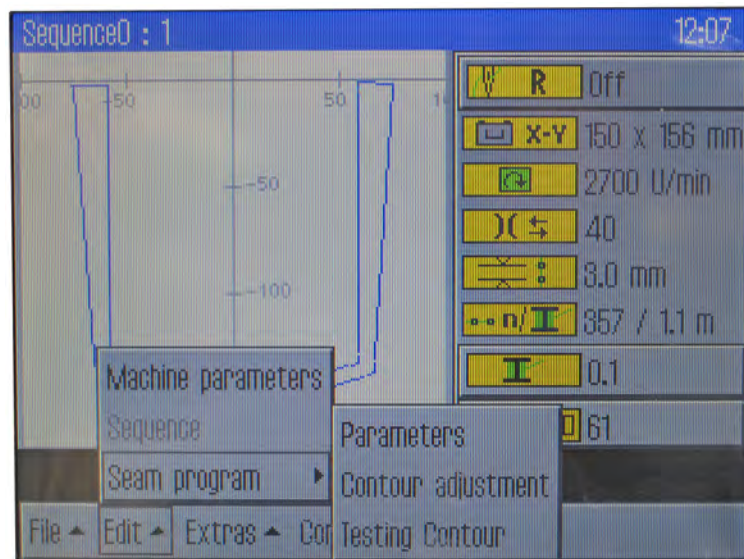 Sequence0 : 1
12:07
00
-50
50
10
-50
-100
R Off
X-Y 150 x 156 mm
2700 U/min
40
3.0 mm
n/ 357 / 1.1 m
0.1
61
Machine parameters
Sequence
Seam program
Parameters
Contour adjustment
Testing Contour
File
Edit
Extras
Con